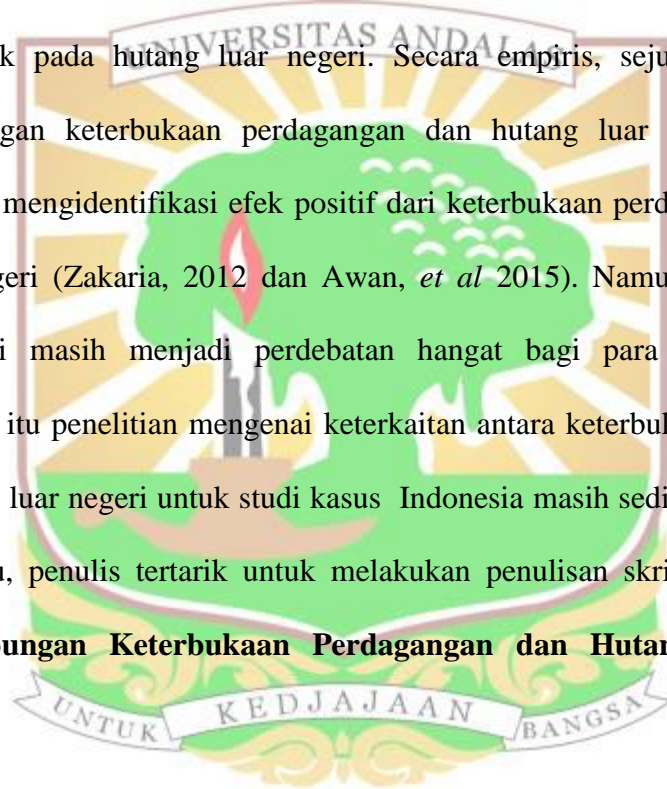 UNIVERSITAS ANDALAS
k pada hutang luar negeri. Secara empiris, seju
gan keterbukaan perdagangan dan hutang luar
mengidentifikasi efek positif dari keterbukaan perd
geri (Zakaria, 2012 dan Awan, et al 2015). Namu
i masih menjadi perdebatan hangat bagi para
itu penelitian mengenai keterkaitan antara keterbu
luar negeri untuk studi kasus Indonesia masih sedi
u, penulis tertarik untuk melakukan penulisan skri
bungan Keterbukaan Perdagangan dan Hutan
UNTUK KEDJAJAAN BANGSA